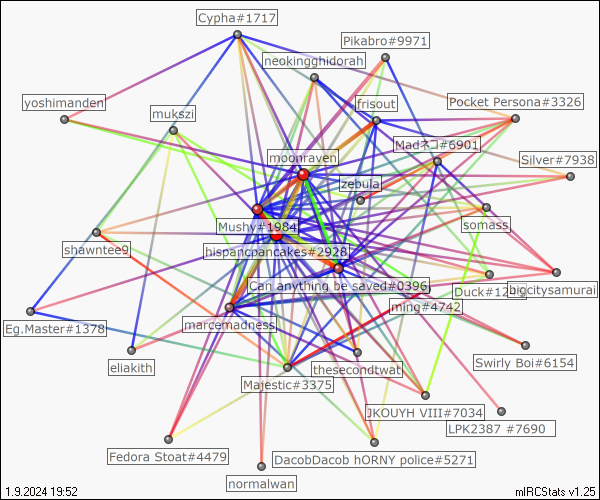 Cypha#1717
Pikabro#9971
neokingghidorah
yoshimanden
mukszi
frisout
Pocket Persona#3326
Madネコ#6901
moonraven
Silver#7938
zebula
Mushy#1984
somass
shawntee9
hispancpancakes#2928
Can anything be saved#0396
Duck#12
bigcitysamurai
ming#4742
Eg.Master#1378
marcemadness
eliakith
Majestic#3375
thesecondtwat
Swirly Boi#6154
JKOUYH VIII#7034
LPK2387 #7690
Fedora Stoat#4479
DacobDacob hORNY police#5271
normalwan
1.9.2024 19:52
mIRCStats v1.25